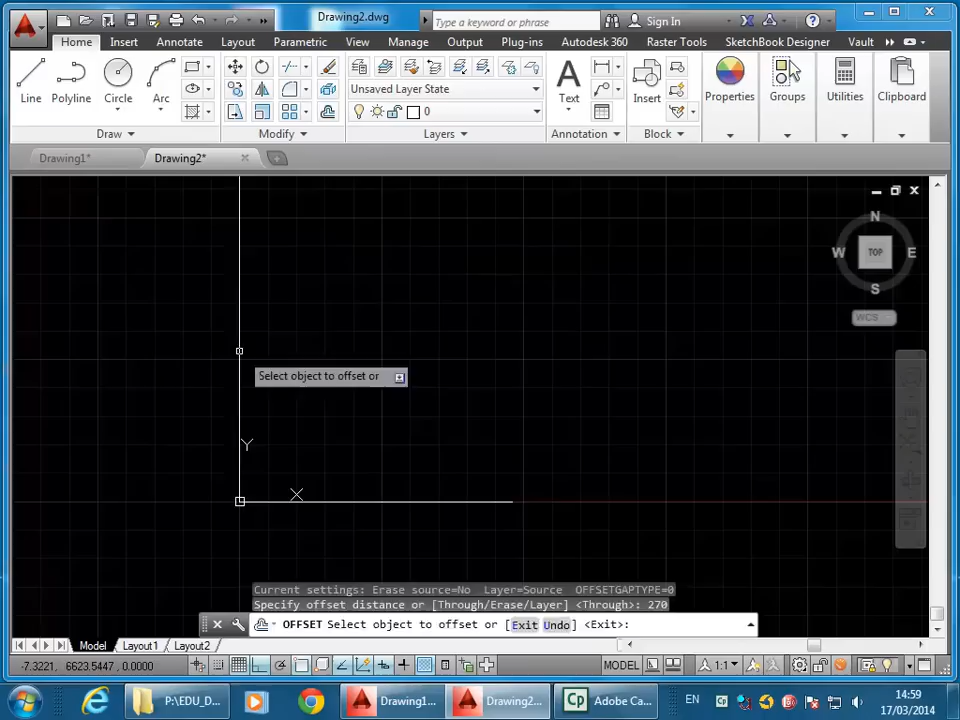 Drawing2.dwg
Type a keyword or phrase
Sign In
Home Insert Annotate Layout Parametric View Manage Output Plug-ins Autodesk 360 Raster Tools SketchBook Designer Vault
Unsaved Layer State
0
Line Polyline Circle Arc Text Insert Properties Groups Utilities Clipboard
Draw Modify Layers Annotation Block
Drawing1* Drawing2*
N
W TOP E
S
WCS
Select object to offset or
Y
X
Current settings: Erase source=No Layer=Source OFFSETGAPTYPE=0
Specify offset distance or [Through/Erase/Layer] <Through>: 270
OFFSET Select object to offset or [Exit Undo] <Exit>:
Model Layout1 Layout2
-7.3221, 6623.5447, 0.0000 MODEL 1:1
P:\EDU_D... Drawing1... Drawing2... Cp Adobe Ca... EN Cp 14:59
17/03/2014